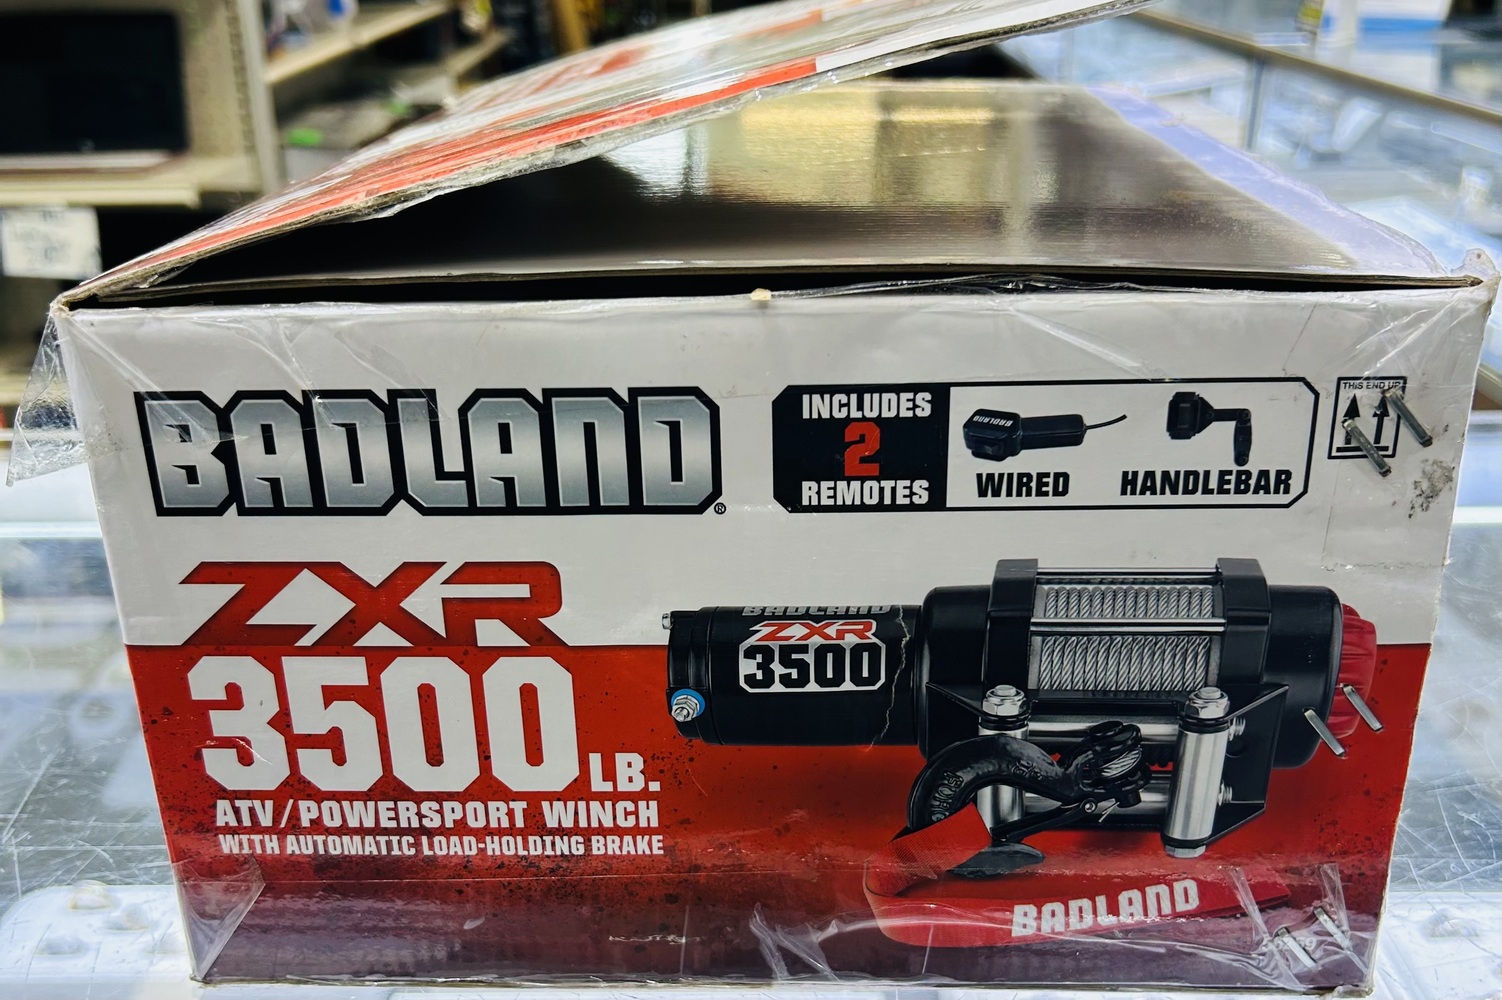 BADLAND®
INCLUDES
2
REMOTES
WIRED
HANDLEBAR
THIS END UP
BADLAND
ZXR
3500 LB.
ATV/POWERSPORT WINCH
WITH AUTOMATIC LOAD-HOLDING BRAKE
BADLAND
ZXR
3500
BADLAND